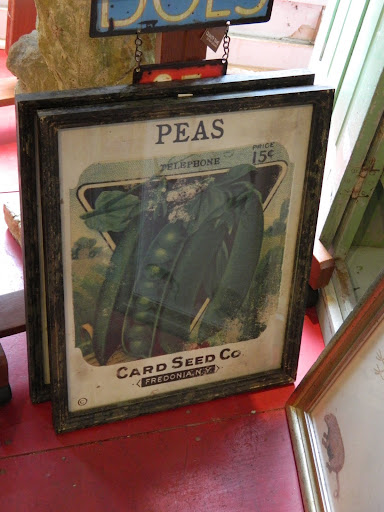 PEAS
TELEPHONE
PRICE
15¢
CARD SEED CO
FREDONIA, N.Y.
©